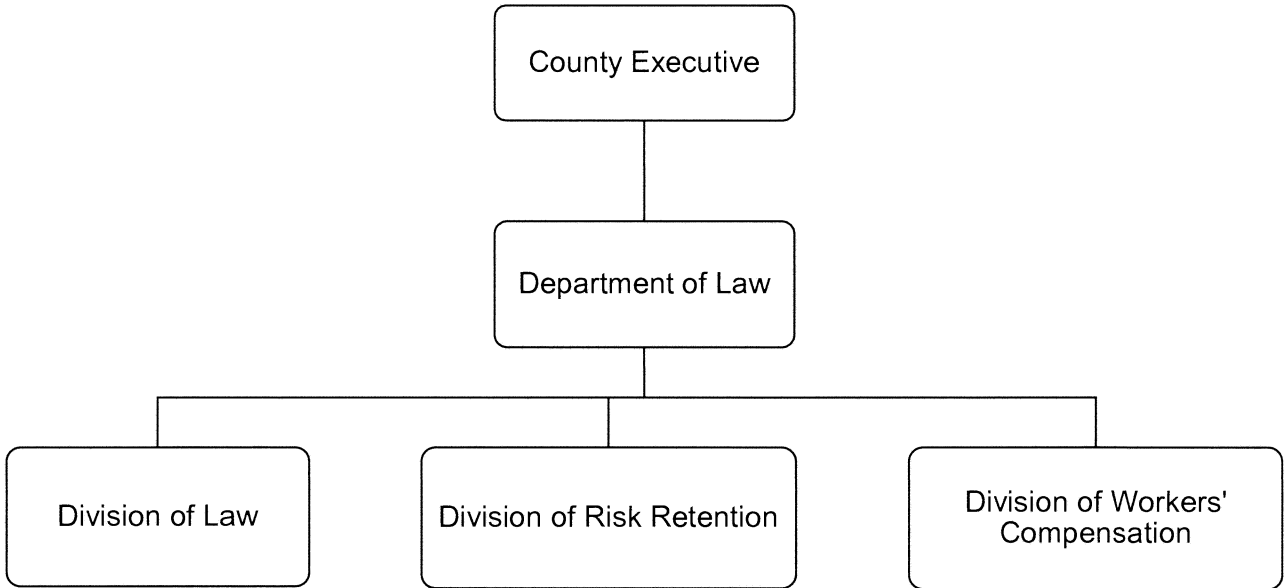 County Executive
Department of Law
Division of Law
Division of Risk Retention
Division of Workers'
Compensation